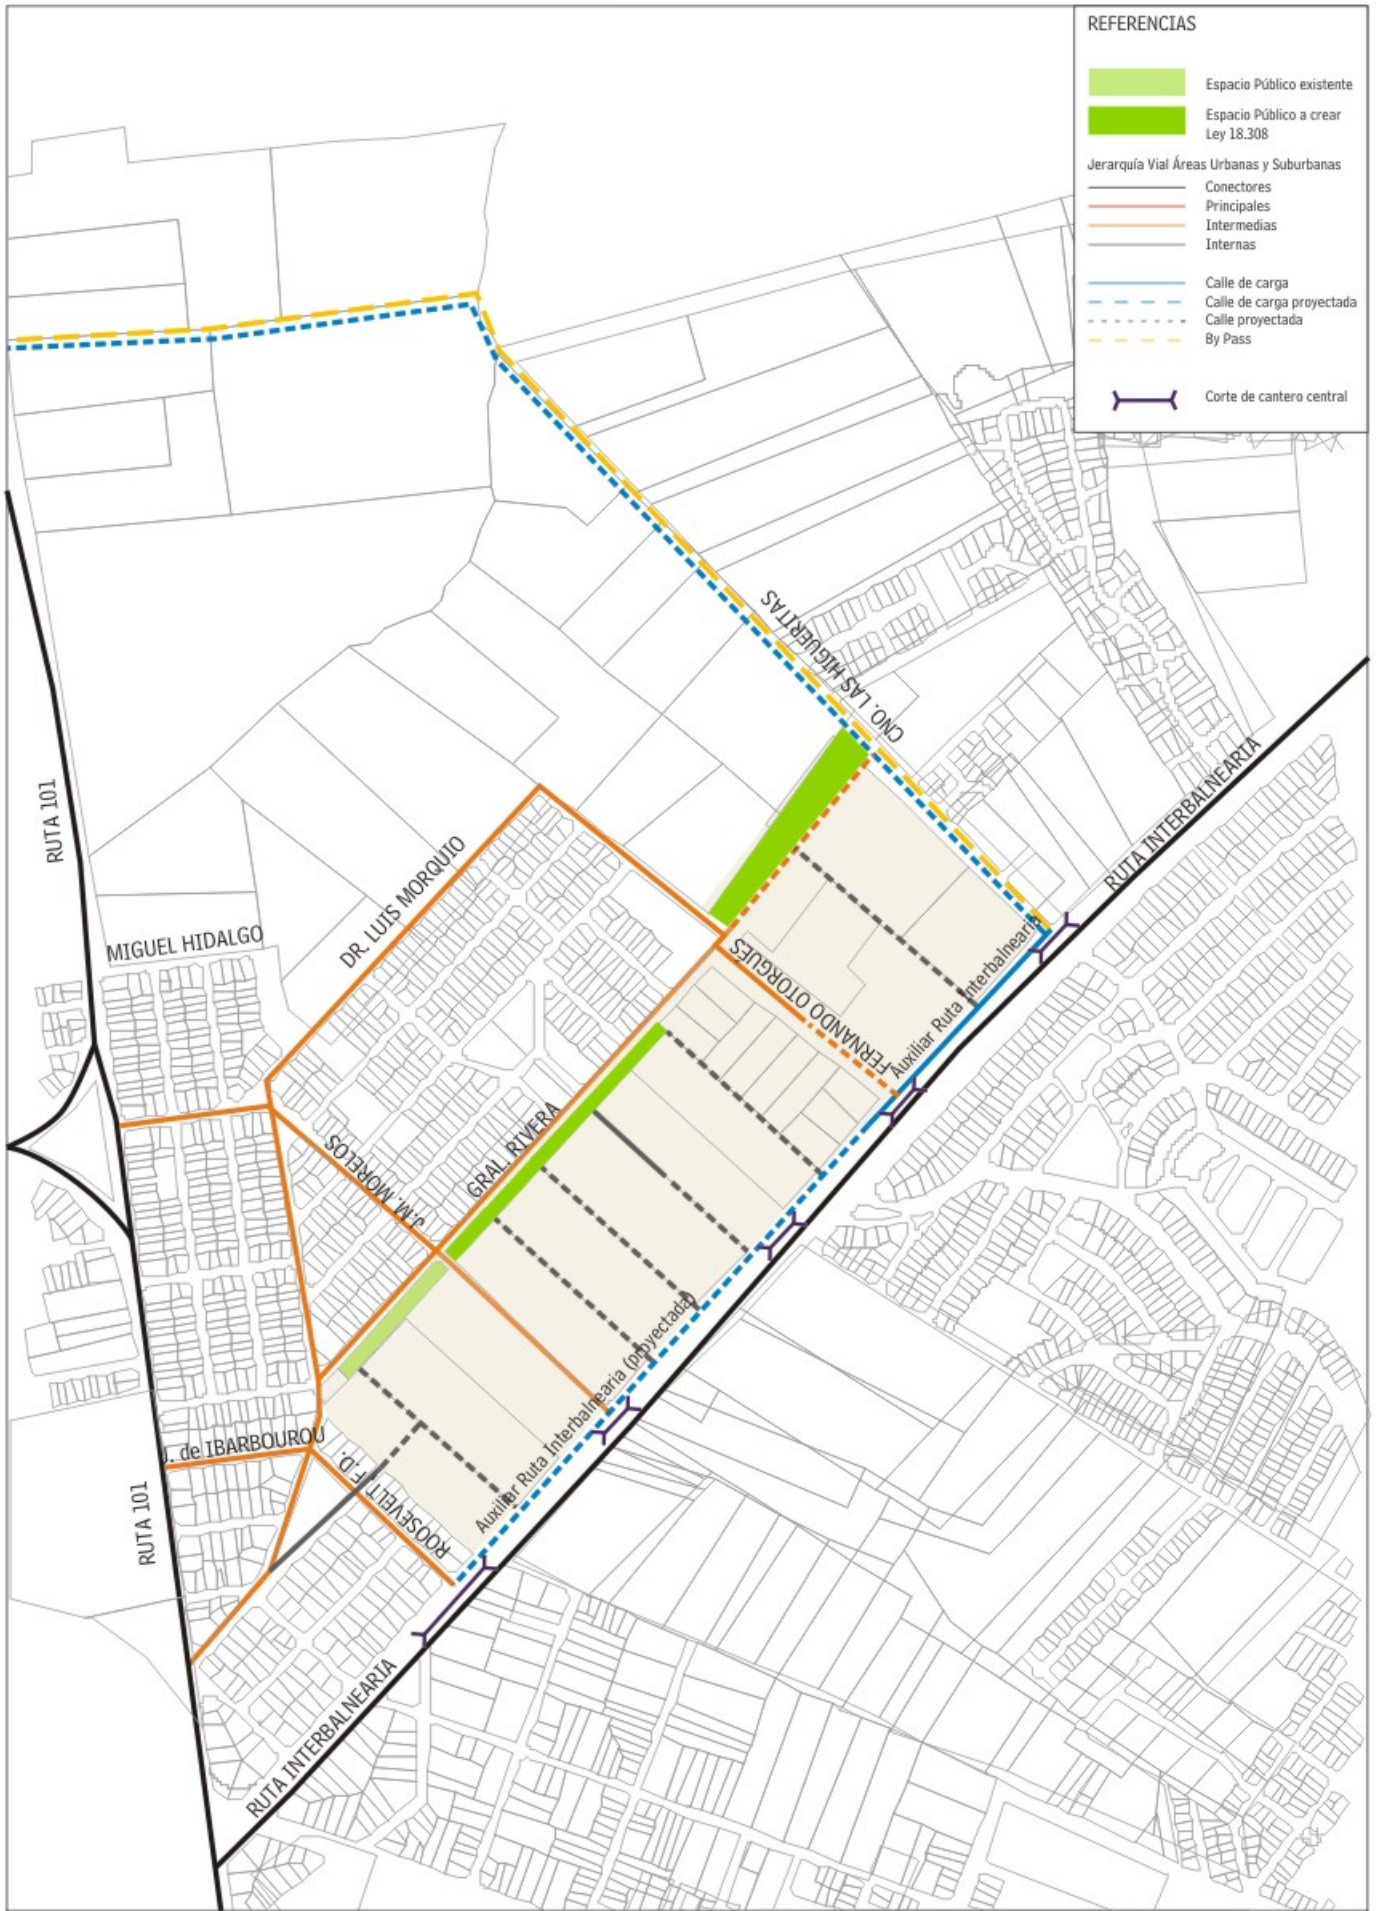 REFERENCIAS
Espacio Público existente
Espacio Público a crear
Ley 18.308
Jerarquía Vial Áreas Urbanas y Suburbanas
Conectores
Principales
Intermedias
Internas
Calle de carga
Calle de carga proyectada
Calle proyectada
By Pass
Corte de cantero central
CNO. LAS HIGUERITAS
RUTA INTERBALNEARIA
RUTA 101
DR. LUIS MORQUIO
MIGUEL HIDALGO
FERNANDO OTORGUÉS
Auxiliar Ruta Interbalnearia
GRAL. RIVERA
J.M. MORELOS
Auxiliar Ruta Interbalnearia (proyectada)
J. de IBARBOUROU
ROOSEVELT F.D.
RUTA 101
RUTA INTERBALNEARIA